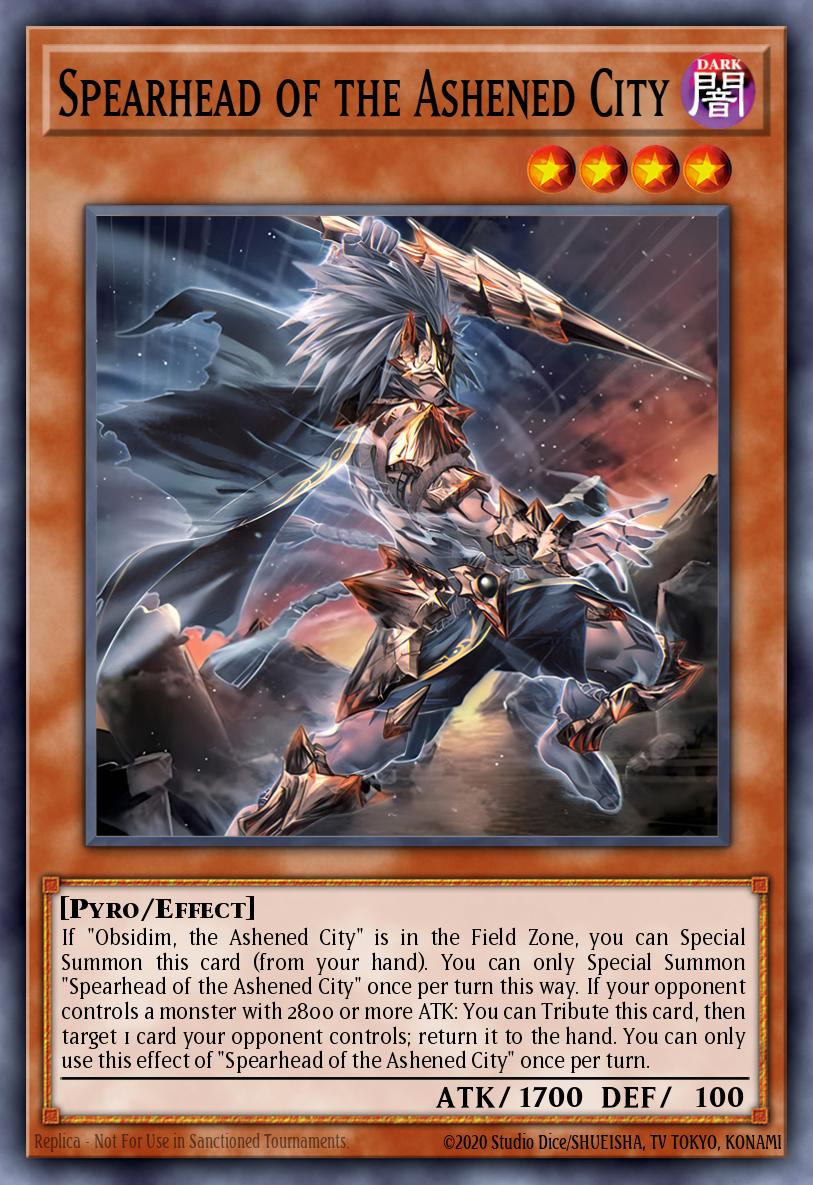 Spearhead of the Ashened City
DARK
闇
[Pyro/Effect]
If "Obsidim, the Ashened City" is in the Field Zone, you can Special
Summon this card (from your hand). You can only Special Summon
"Spearhead of the Ashened City" once per turn this way. If your opponent
controls a monster with 2800 or more ATK: You can Tribute this card, then
target 1 card your opponent controls; return it to the hand. You can only
use this effect of "Spearhead of the Ashened City" once per turn.
ATK/ 1700 DEF/ 100
Replica - Not For Use in Sanctioned Tournaments.
©2020 Studio Dice/SHUEISHA, TV TOKYO, KONAMI